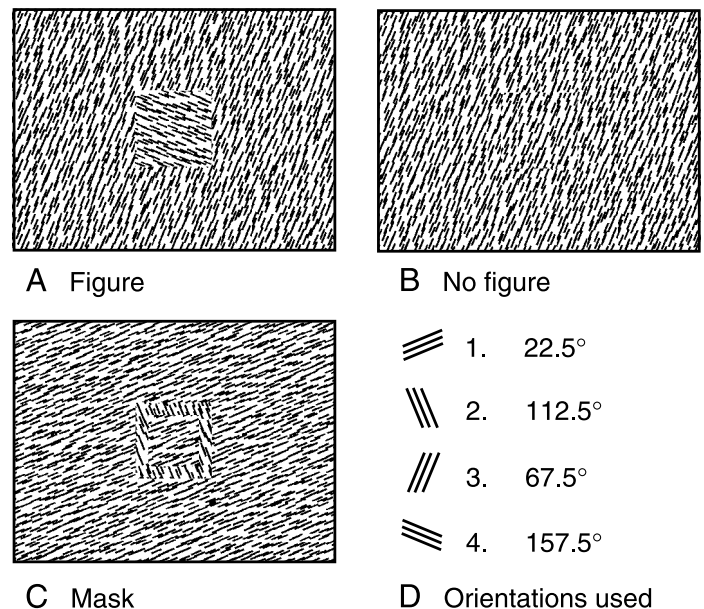 A Figure
B No figure
1. 22.5°
2. 112.5°
3. 67.5°
4. 157.5°
C Mask
D Orientations used